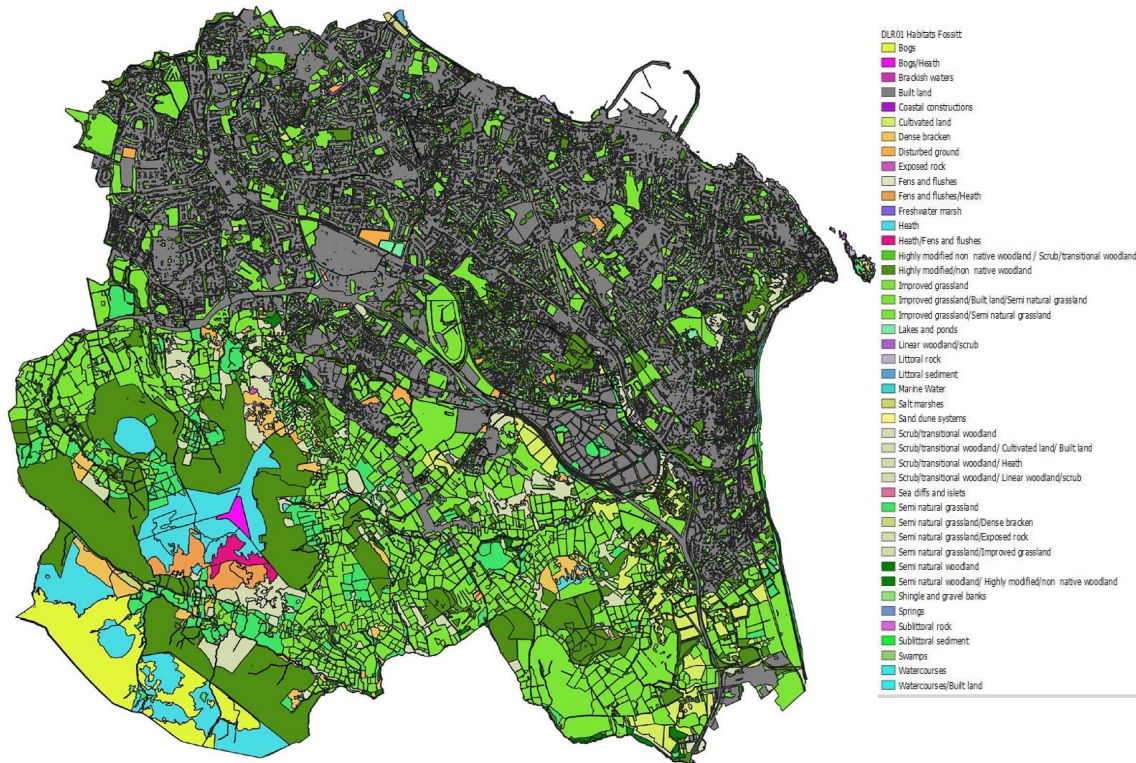 DLR01 Habitats Fossitt
Bogs
Bogs/Heath
Brackish waters
Built land
Coastal constructions
Cultivated land
Dense bracken
Disturbed ground
Exposed rock
Fens and flushes
Fens and flushes/Heath
Freshwater marsh
Heath
Heath/Fens and flushes
Highly modified non native woodland / Scrub/transitional woodland
Highly modified/non native woodland
Improved grassland
Improved grassland/Built land/Semi natural grassland
Improved grassland/Semi natural grassland
Lakes and ponds
Linear woodland/scrub
Littoral rock
Littoral sediment
Marine Water
Salt marshes
Sand dune systems
Scrub/transitional woodland
Scrub/transitional woodland/ Cultivated land/ Built land
Scrub/transitional woodland/ Heath
Scrub/transitional woodland/ Linear woodland/scrub
Sea cliffs and islets
Semi natural grassland
Semi natural grassland/Dense bracken
Semi natural grassland/Exposed rock
Semi natural grassland/Improved grassland
Semi natural woodland
Semi natural woodland/ Highly modified/non native woodland
Shingle and gravel banks
Springs
Sublittoral rock
Sublittoral sediment
Swamps
Watercourses
Watercourses/Built land